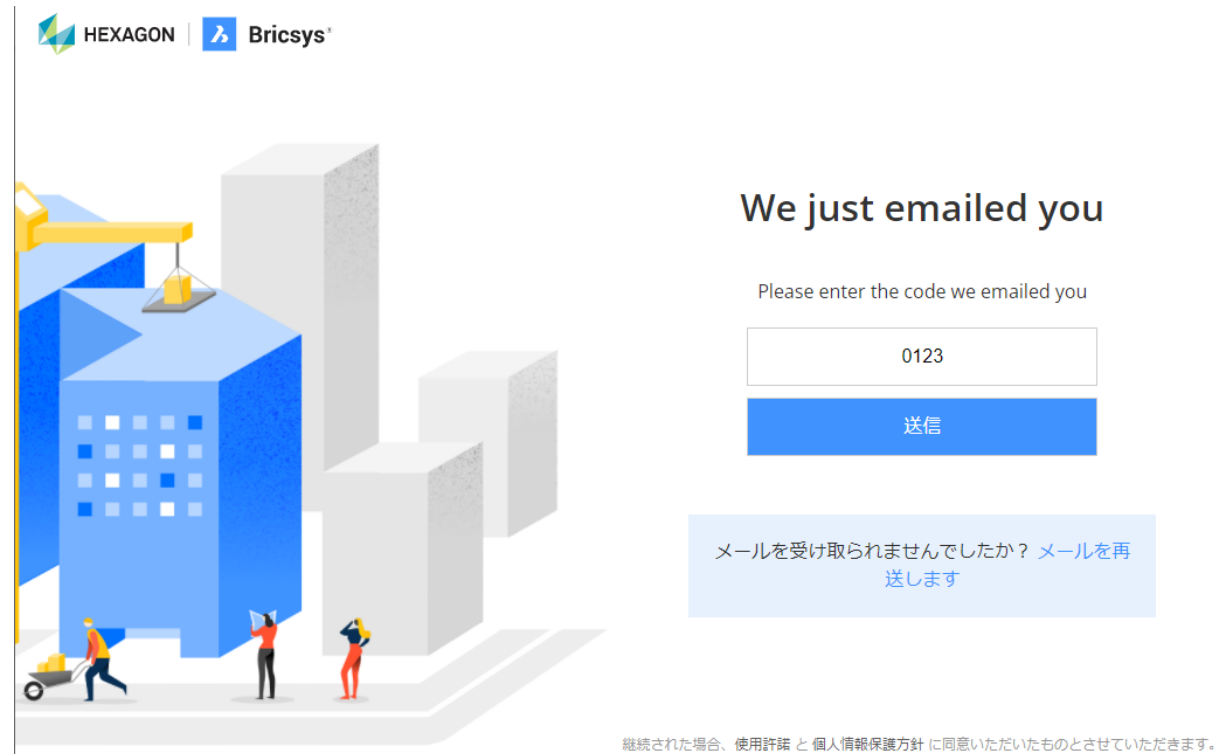 HEXAGON | Bricsys®
We just emailed you
Please enter the code we emailed you
0123
送信
メールを受け取られませんでしたか？ メールを再
送します
継続された場合、使用許諾 と 個人情報保護方針 に同意いただいたものとさせていただきます。